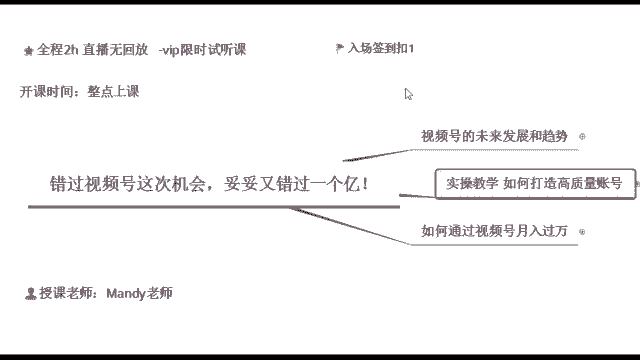 全程2h 直播无回放 -vip限时试听课
入场签到扣1
开课时间：整点上课
视频号的未来发展和趋势
错过视频号这次机会，妥妥又错过一个亿！
实操教学 如何打造高质量账号
如何通过视频号月入过万
授课老师：Mandy老师